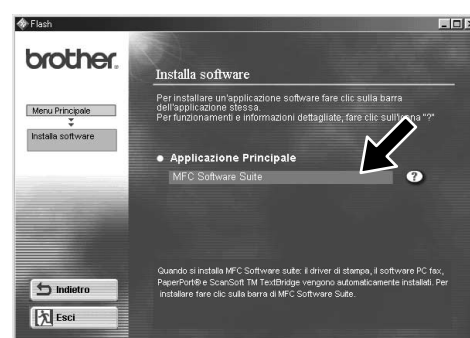 Flash
brother.
Menu Principale
Installa software
Installa software
Per installare un'applicazione software fare clic sulla barra
dell'applicazione stessa.
Per funzionamenti e informazioni dettagliate, fare clic sull'icona "?"
Applicazione Principale
MFC Software Suite
?
Quando si installa MFC Software suite: il driver di stampa, il software PC fax,
PaperPort® e ScanSoft TM TextBridge vengono automaticamente installati. Per
installare fare clic sulla barra di MFC Software Suite.
Indietro
Esci